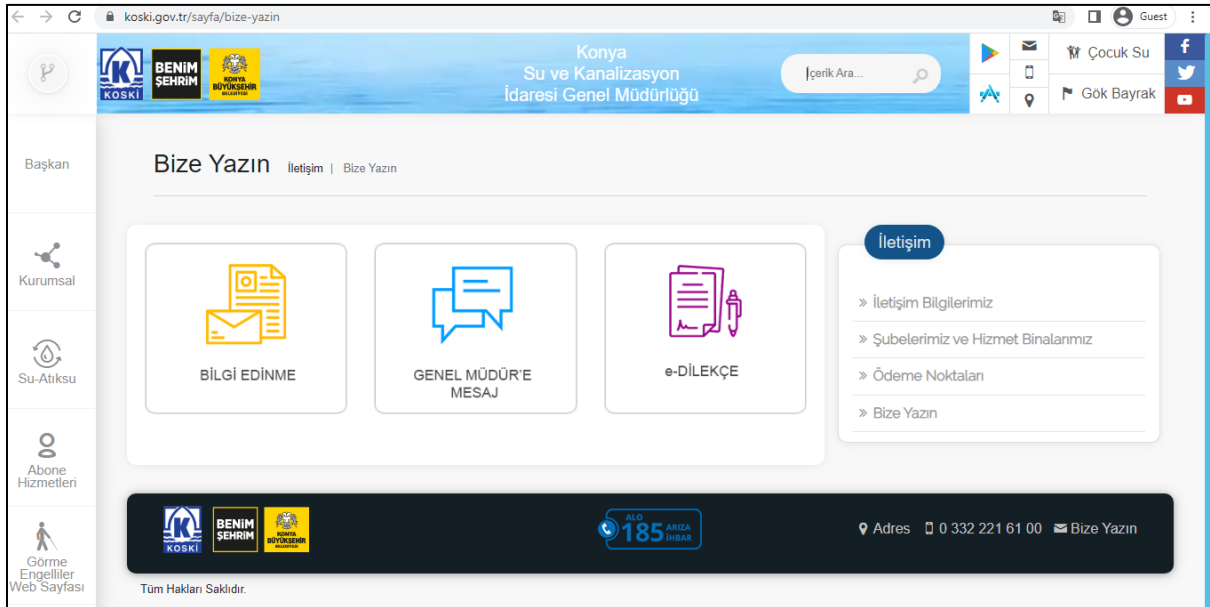 koski.gov.tr/sayfa/bize-yazin
Guest
KOSKİ
BENİM
ŞEHRİM
KONYA
BÜYÜKŞEHİR
BELEDİYESİ
Konya
Su ve Kanalizasyon
İdaresi Genel Müdürlüğü
İçerik Ara...
Çocuk Su
Gök Bayrak
Başkan
Kurumsal
Su-Atıksu
Abone
Hizmetleri
Görme
Engelliler
Web Sayfası
Bize Yazın İletişim | Bize Yazın
BİLGİ EDİNME
GENEL MÜDÜR'E
MESAJ
e-DİLEKÇE
İletişim
» İletişim Bilgilerimiz
» Şubelerimiz ve Hizmet Binalarımız
» Ödeme Noktaları
» Bize Yazın
KOSKİ
BENİM
ŞEHRİM
KONYA
BÜYÜKŞEHİR
BELEDİYESİ
ALO
185 ARIZA
İHBAR
Adres 0 332 221 61 00 Bize Yazın
Tüm Hakları Saklıdır.